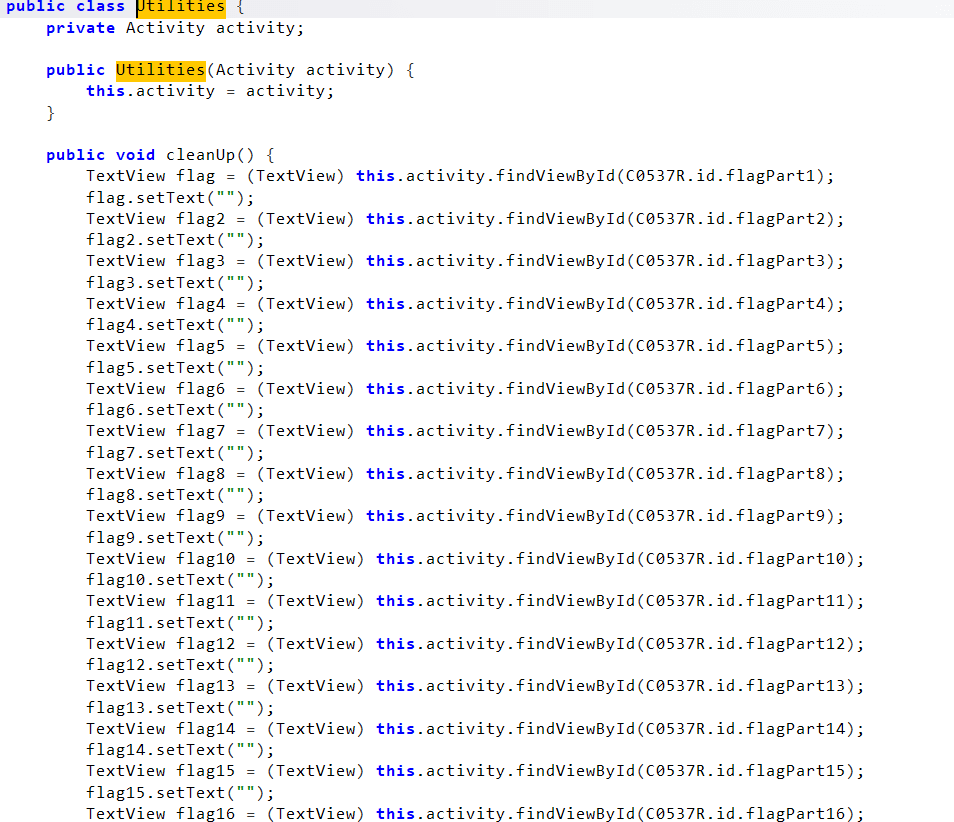 public class Utilities {
    private Activity activity;

    public Utilities(Activity activity) {
        this.activity = activity;
    }

    public void cleanUp() {
        TextView flag = (TextView) this.activity.findViewById(C0537R.id.flagPart1);
        flag.setText("");
        TextView flag2 = (TextView) this.activity.findViewById(C0537R.id.flagPart2);
        flag2.setText("");
        TextView flag3 = (TextView) this.activity.findViewById(C0537R.id.flagPart3);
        flag3.setText("");
        TextView flag4 = (TextView) this.activity.findViewById(C0537R.id.flagPart4);
        flag4.setText("");
        TextView flag5 = (TextView) this.activity.findViewById(C0537R.id.flagPart5);
        flag5.setText("");
        TextView flag6 = (TextView) this.activity.findViewById(C0537R.id.flagPart6);
        flag6.setText("");
        TextView flag7 = (TextView) this.activity.findViewById(C0537R.id.flagPart7);
        flag7.setText("");
        TextView flag8 = (TextView) this.activity.findViewById(C0537R.id.flagPart8);
        flag8.setText("");
        TextView flag9 = (TextView) this.activity.findViewById(C0537R.id.flagPart9);
        flag9.setText("");
        TextView flag10 = (TextView) this.activity.findViewById(C0537R.id.flagPart10);
        flag10.setText("");
        TextView flag11 = (TextView) this.activity.findViewById(C0537R.id.flagPart11);
        flag11.setText("");
        TextView flag12 = (TextView) this.activity.findViewById(C0537R.id.flagPart12);
        flag12.setText("");
        TextView flag13 = (TextView) this.activity.findViewById(C0537R.id.flagPart13);
        flag13.setText("");
        TextView flag14 = (TextView) this.activity.findViewById(C0537R.id.flagPart14);
        flag14.setText("");
        TextView flag15 = (TextView) this.activity.findViewById(C0537R.id.flagPart15);
        flag15.setText("");
        TextView flag16 = (TextView) this.activity.findViewById(C0537R.id.flagPart16);